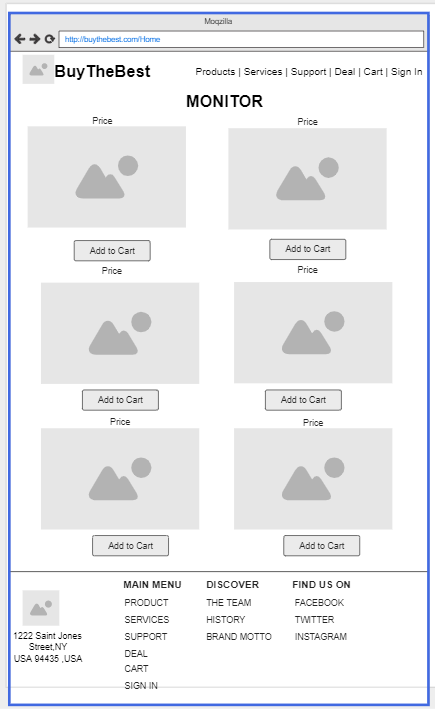 Moqzilla
http://buythebest.com/Home
BuyTheBest
Products | Services | Support | Deal | Cart | Sign In
MONITOR
Price
Price
Add to Cart
Add to Cart
Price
Price
Add to Cart
Add to Cart
Price
Price
Add to Cart
Add to Cart
1222 Saint Jones
Street,NY
USA 94435 ,USA
MAIN MENU
PRODUCT
SERVICES
SUPPORT
DEAL
CART
SIGN IN
DISCOVER
THE TEAM
HISTORY
BRAND MOTTO
FIND US ON
FACEBOOK
TWITTER
INSTAGRAM